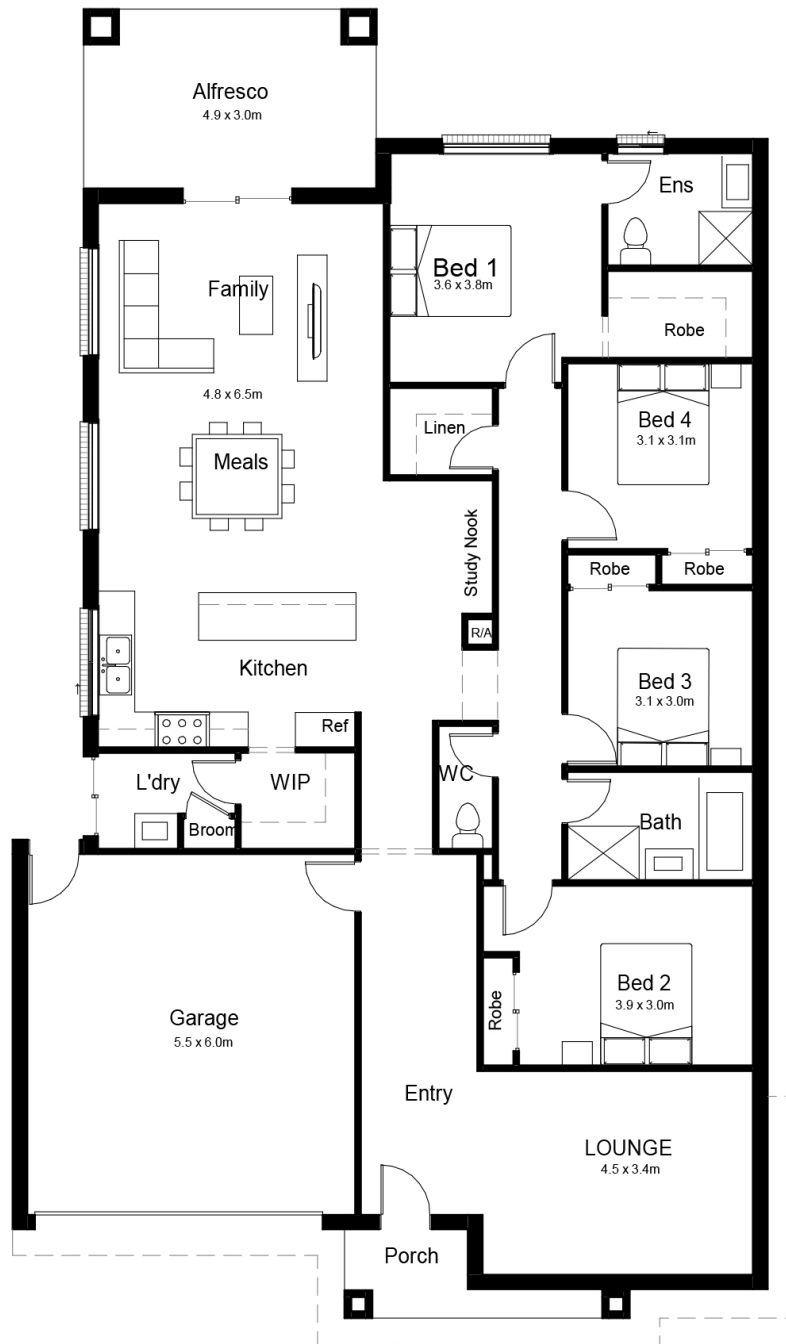 Alfresco
4.9 x 3.0m
Ens
Bed 1
3.6 x 3.8m
Family
Robe
4.8 x 6.5m
Linen
Bed 4
3.1 x 3.1m
Meals
Study Nook
Robe
Robe
R/A
Kitchen
Bed 3
3.1 x 3.0m
Ref
L'dry
WIP
WC
Broom
Bath
Bed 2
3.9 x 3.0m
Robe
Garage
5.5 x 6.0m
Entry
LOUNGE
4.5 x 3.4m
Porch